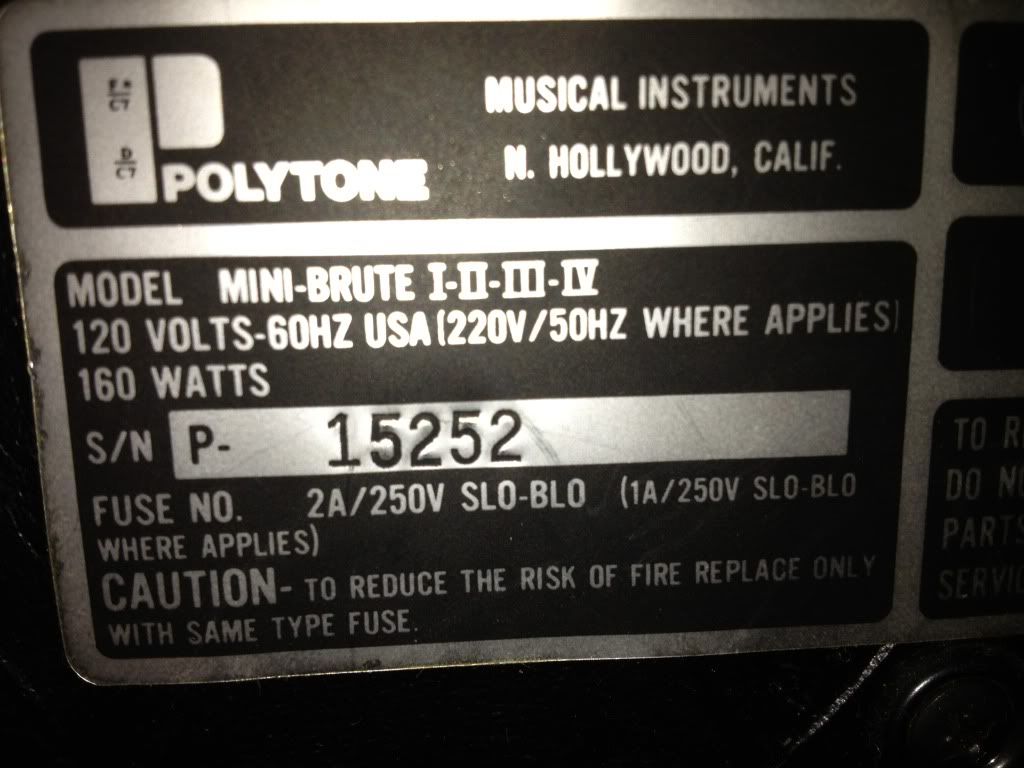 F#
C7
D
C7
POLYTONE
MUSICAL INSTRUMENTS
N. HOLLYWOOD, CALIF.
MODEL MINI-BRUTE I-II-III-IV
120 VOLTS-60HZ USA (220V/50HZ WHERE APPLIES)
160 WATTS
S/N P- 15252
FUSE NO. 2A/250V SLO-BLO (1A/250V SLO-BLO
WHERE APPLIES)
CAUTION- TO REDUCE THE RISK OF FIRE REPLACE ONLY
WITH SAME TYPE FUSE.
TO
DO
PARTS